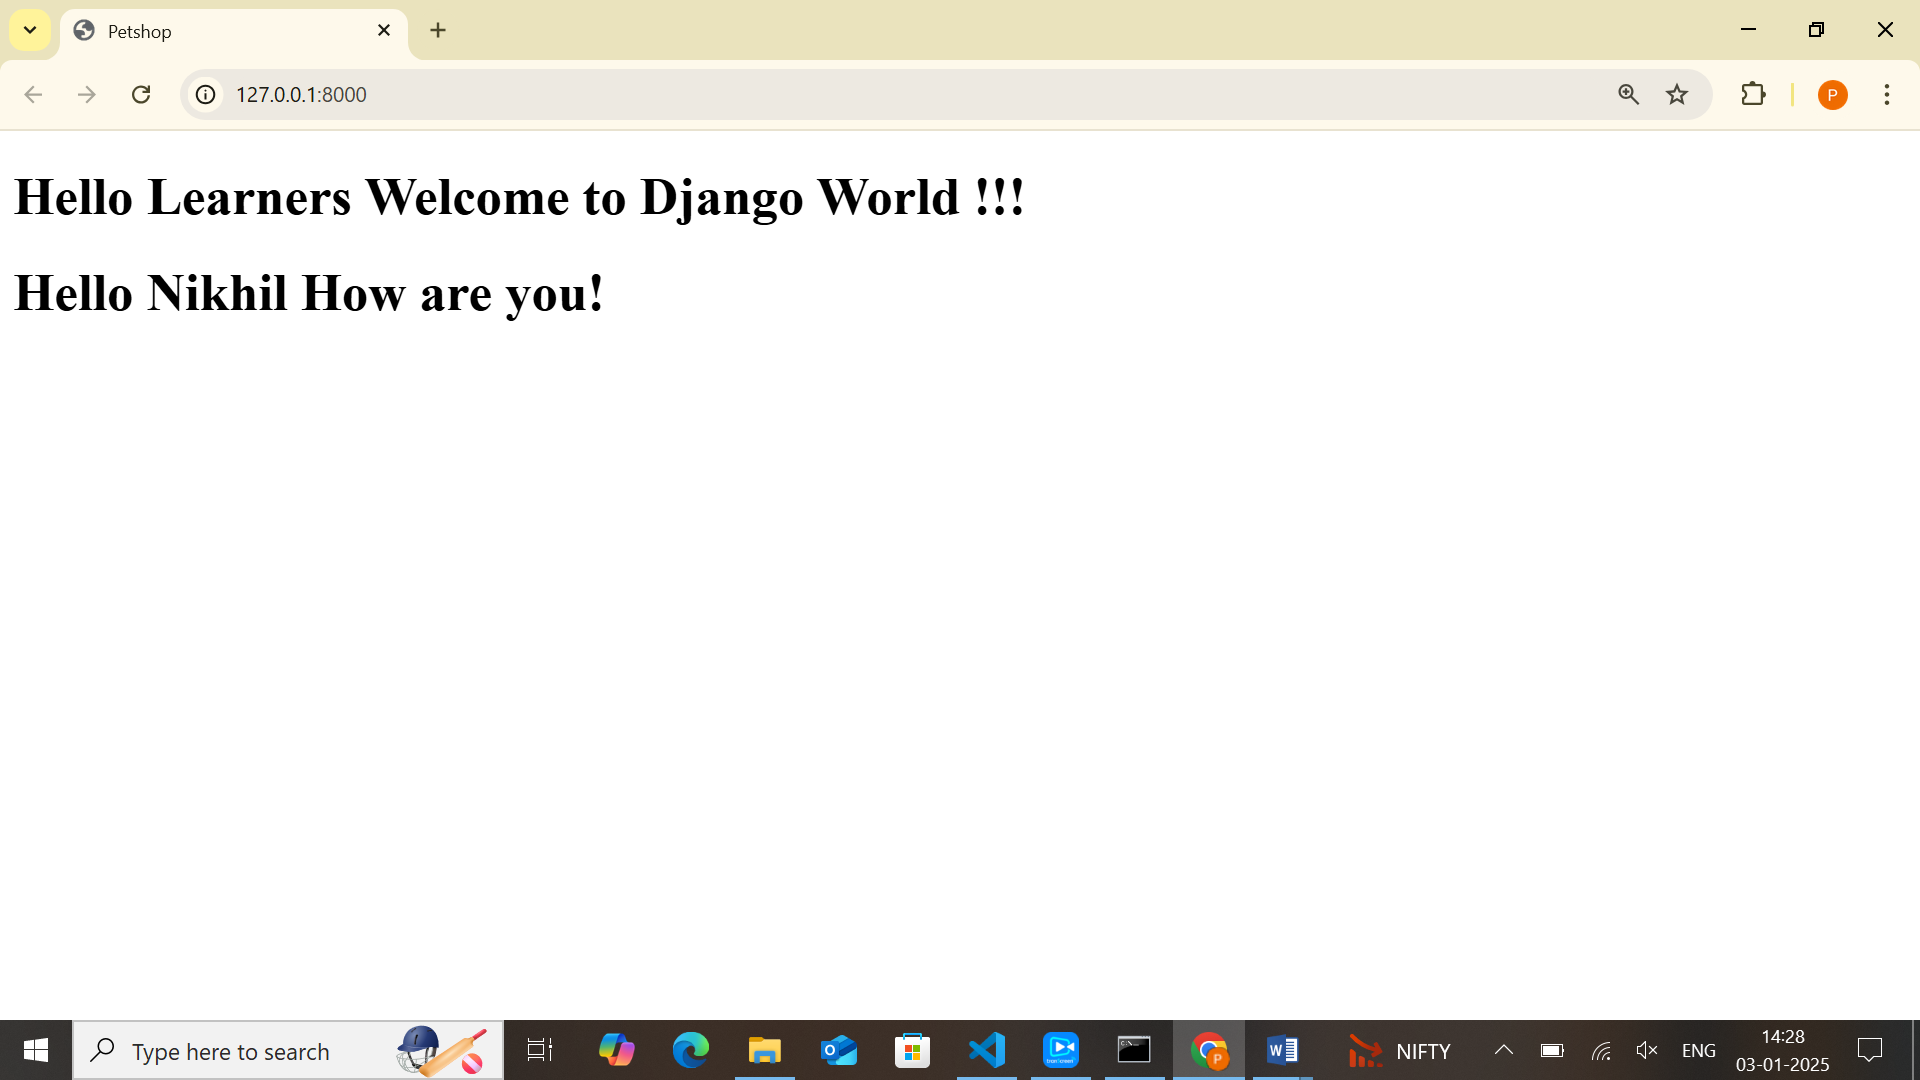 Petshop
127.0.0.1:8000
P
Hello Learners Welcome to Django World !!!
Hello Nikhil How are you!
Type here to search
NIFTY
ENG
14:28
03-01-2025